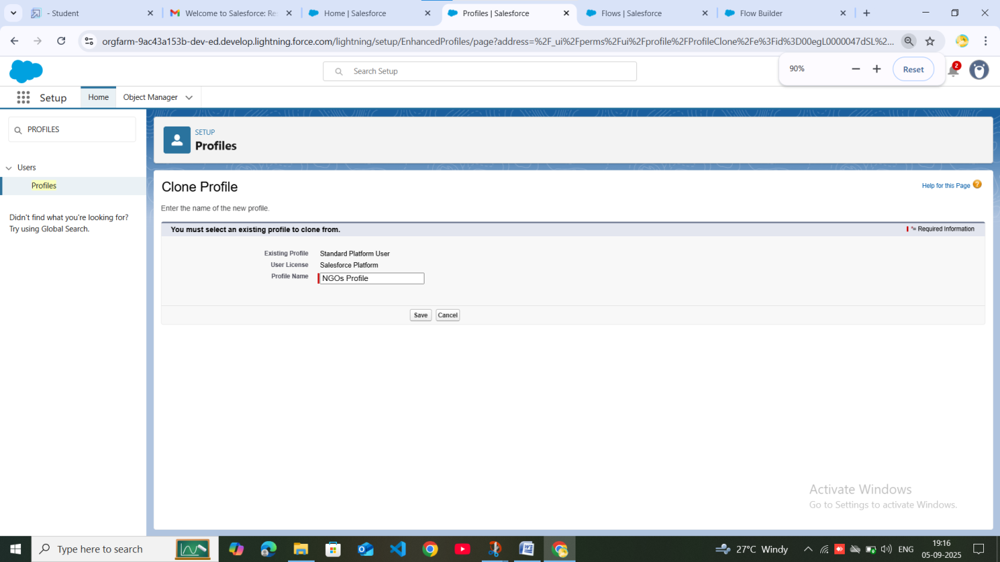 - Student
Welcome to Salesforce: Re
Home | Salesforce
Profiles | Salesforce
Flows | Salesforce
Flow Builder
orgfarm-9ac43a153b-dev-ed.develop.lightning.force.com/lightning/setup/EnhancedProfiles/page?address=%2F_ui%2Fperms%2Fui%2Fprofile%2FProfileClone%2Fe%3Fid%3D00egL0000047dSL%2...
90%
Reset
Search Setup
2
Setup
Home
Object Manager
PROFILES
Users
Profiles
Didn't find what you're looking for?
Try using Global Search.
SETUP
Profiles
Clone Profile
Help for this Page ?
Enter the name of the new profile.
You must select an existing profile to clone from.
*= Required Information
Existing Profile Standard Platform User
User License Salesforce Platform
Profile Name NGOs Profile
Save Cancel
Activate Windows
Go to Settings to activate Windows.
Type here to search
27°C Windy
ENG
19:16
05-09-2025